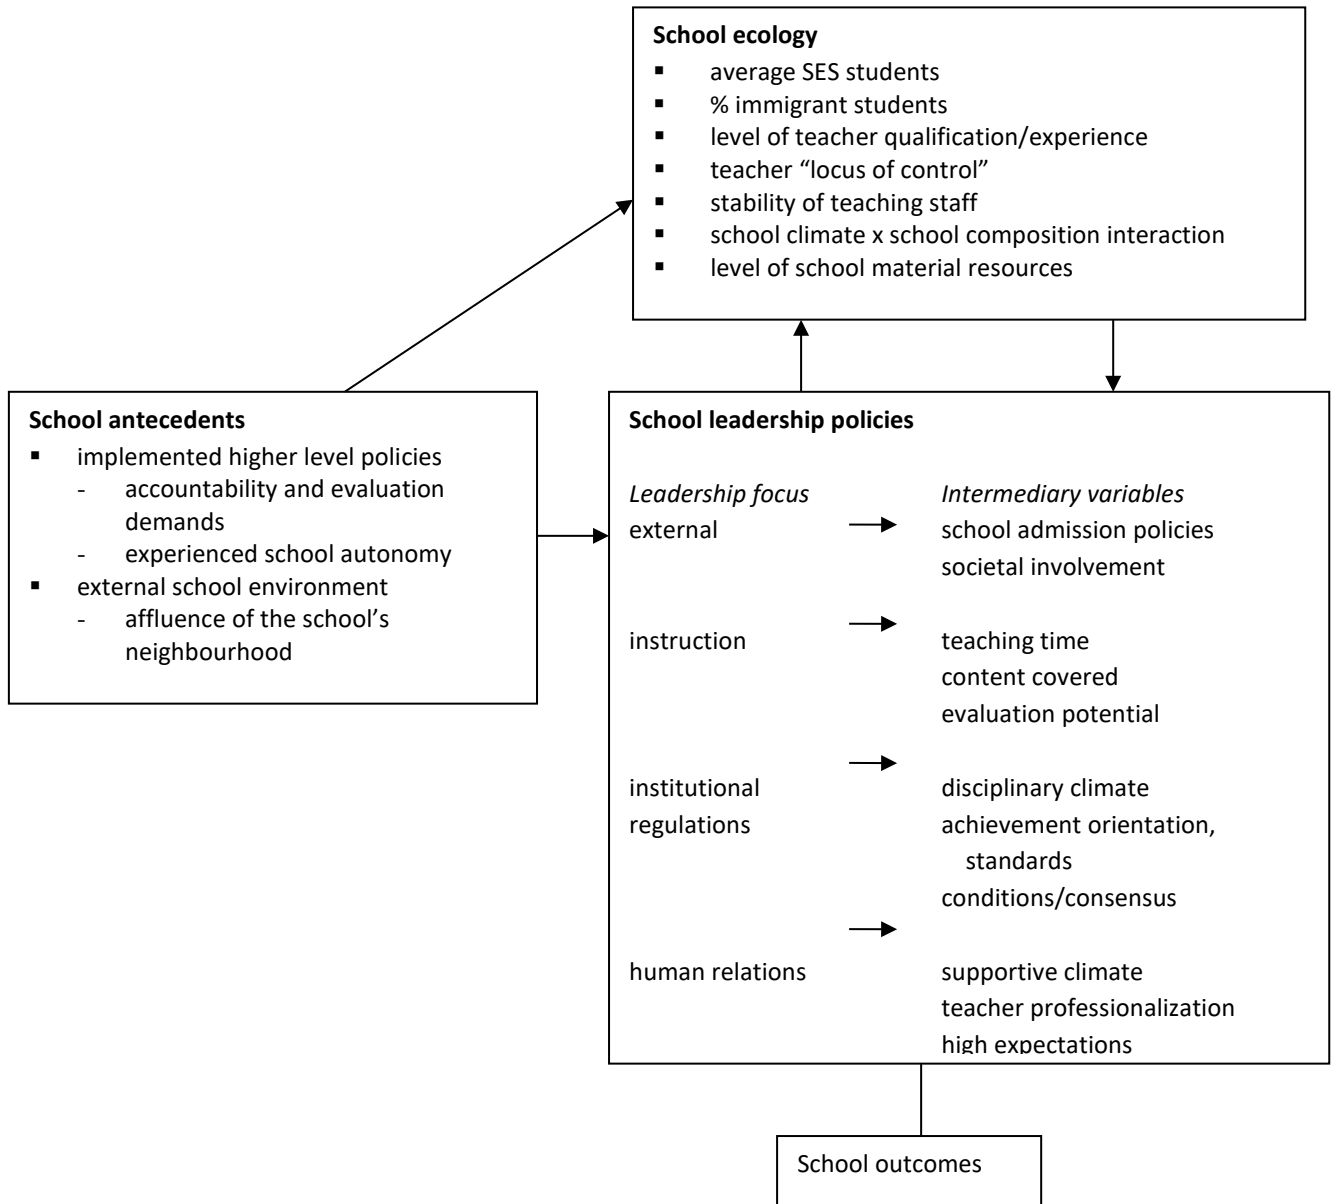 School ecology
▪ average SES students
▪ % immigrant students
▪ level of teacher qualification/experience
▪ teacher “locus of control”
▪ stability of teaching staff
▪ school climate x school composition interaction
▪ level of school material resources
School antecedents
▪ implemented higher level policies
- accountability and evaluation
demands
- experienced school autonomy
▪ external school environment
- affluence of the school’s
neighbourhood
School leadership policies
Leadership focus Intermediary variables
external school admission policies
societal involvement
instruction teaching time
content covered
evaluation potential
institutional disciplinary climate
regulations achievement orientation,
standards
conditions/consensus
human relations supportive climate
teacher professionalization
high expectations
School outcomes